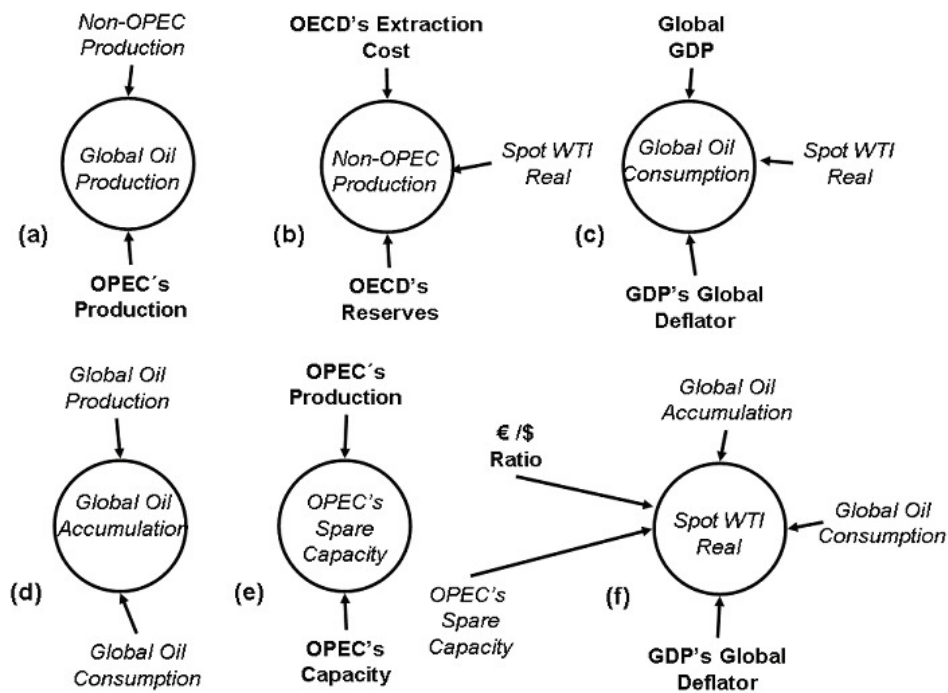 Non-OPEC
Production
Global Oil
Production
(a)
OPEC´s
Production
OECD's Extraction
Cost
Non-OPEC
Production
Spot WTI
Real
(b)
OECD's
Reserves
Global
GDP
Global Oil
Consumption
Spot WTI
Real
(c)
GDP's Global
Deflator
Global Oil
Production
Global Oil
Accumulation
(d)
Global Oil
Consumption
OPEC´s
Production
OPEC's
Spare
Capacity
(e)
OPEC's
Capacity
Global Oil
Accumulation
€ /$
Ratio
Spot WTI
Real
Global Oil
Consumption
OPEC's
Spare
Capacity
(f)
GDP's Global
Deflator